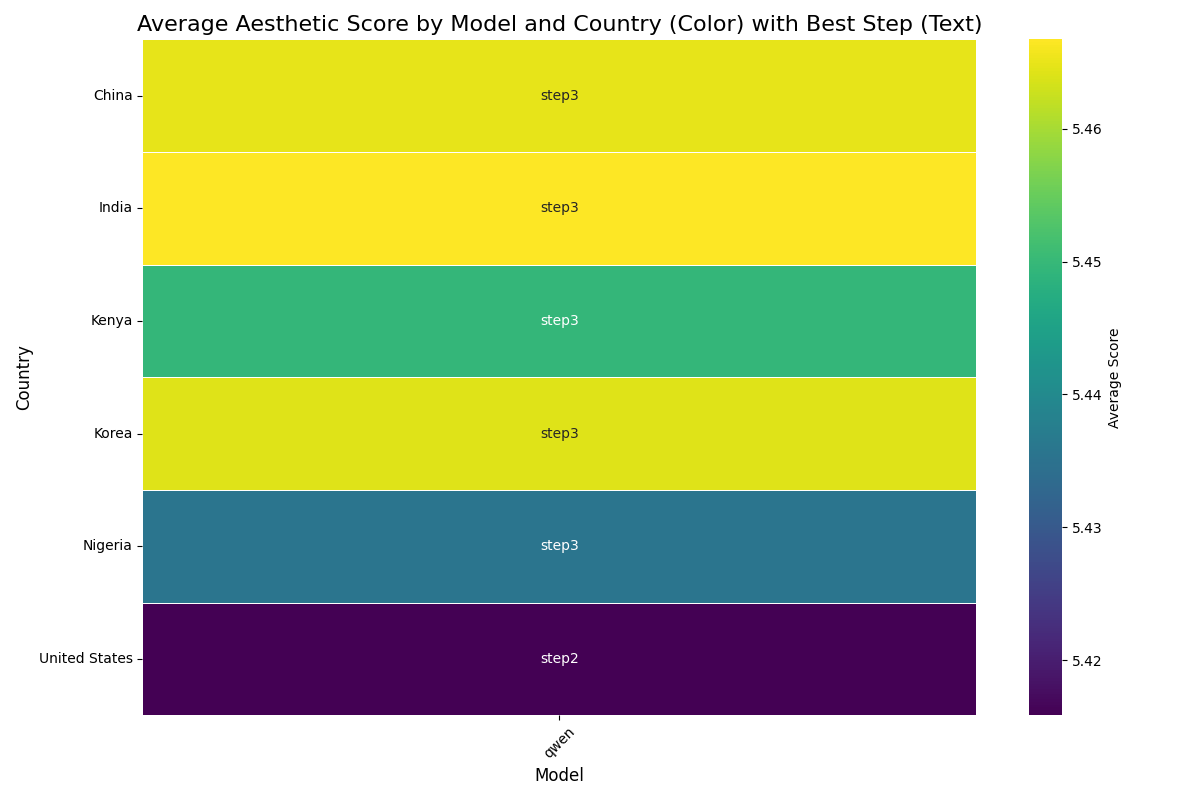 Average Aesthetic Score by Model and Country (Color) with Best Step (Text)
China
step3
India
step3
Kenya
step3
Korea
step3
Nigeria
step3
United States
step2
Country
qwen
Model
5.46
5.45
5.44
5.43
5.42
Average Score